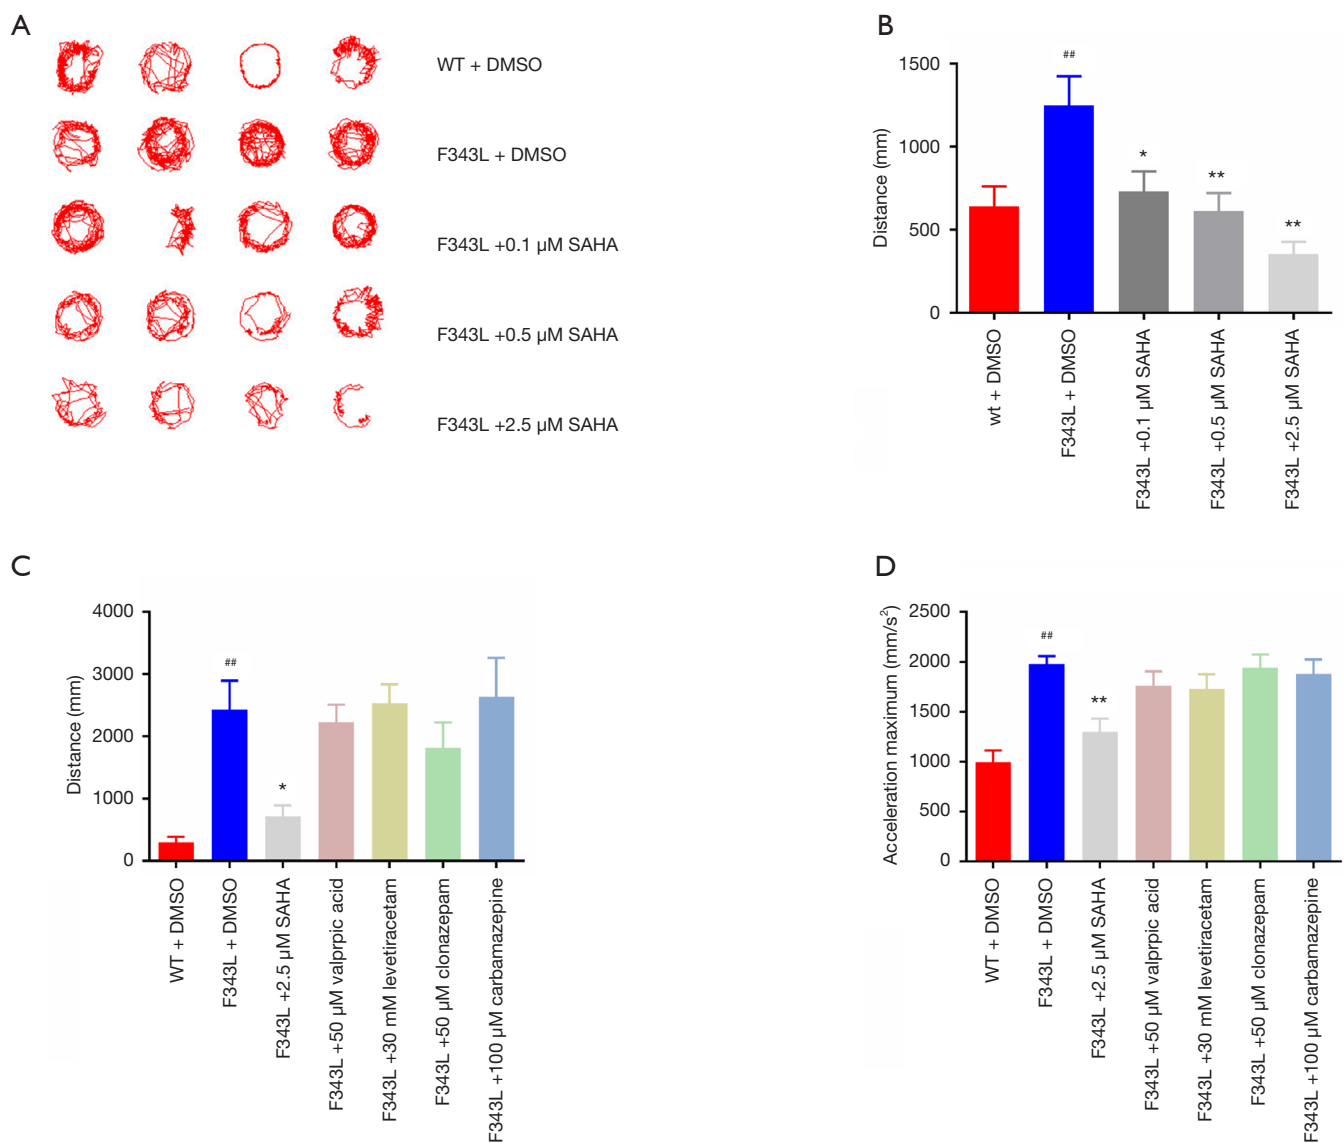 A
WT + DMSO
F343L + DMSO
F343L +0.1 µM SAHA
F343L +0.5 µM SAHA
F343L +2.5 µM SAHA
B
Distance (mm)
1500
1000
500
0
##
*
**
**
wt + DMSO
F343L + DMSO
F343L +0.1 µM SAHA
F343L +0.5 µM SAHA
F343L +2.5 µM SAHA
C
Distance (mm)
4000
3000
2000
1000
0
##
*
WT + DMSO
F343L + DMSO
F343L +2.5 µM SAHA
F343L +50 µM valprpic acid
F343L +30 mM levetiracetam
F343L +50 µM clonazepam
F343L +100 µM carbamazepine
D
Acceleration maximum (mm/s²)
2500
2000
1500
1000
500
0
##
**
WT + DMSO
F343L + DMSO
F343L +2.5 µM SAHA
F343L +50 µM valprpic acid
F343L +30 mM levetiracetam
F343L +50 µM clonazepam
F343L +100 µM carbamazepine